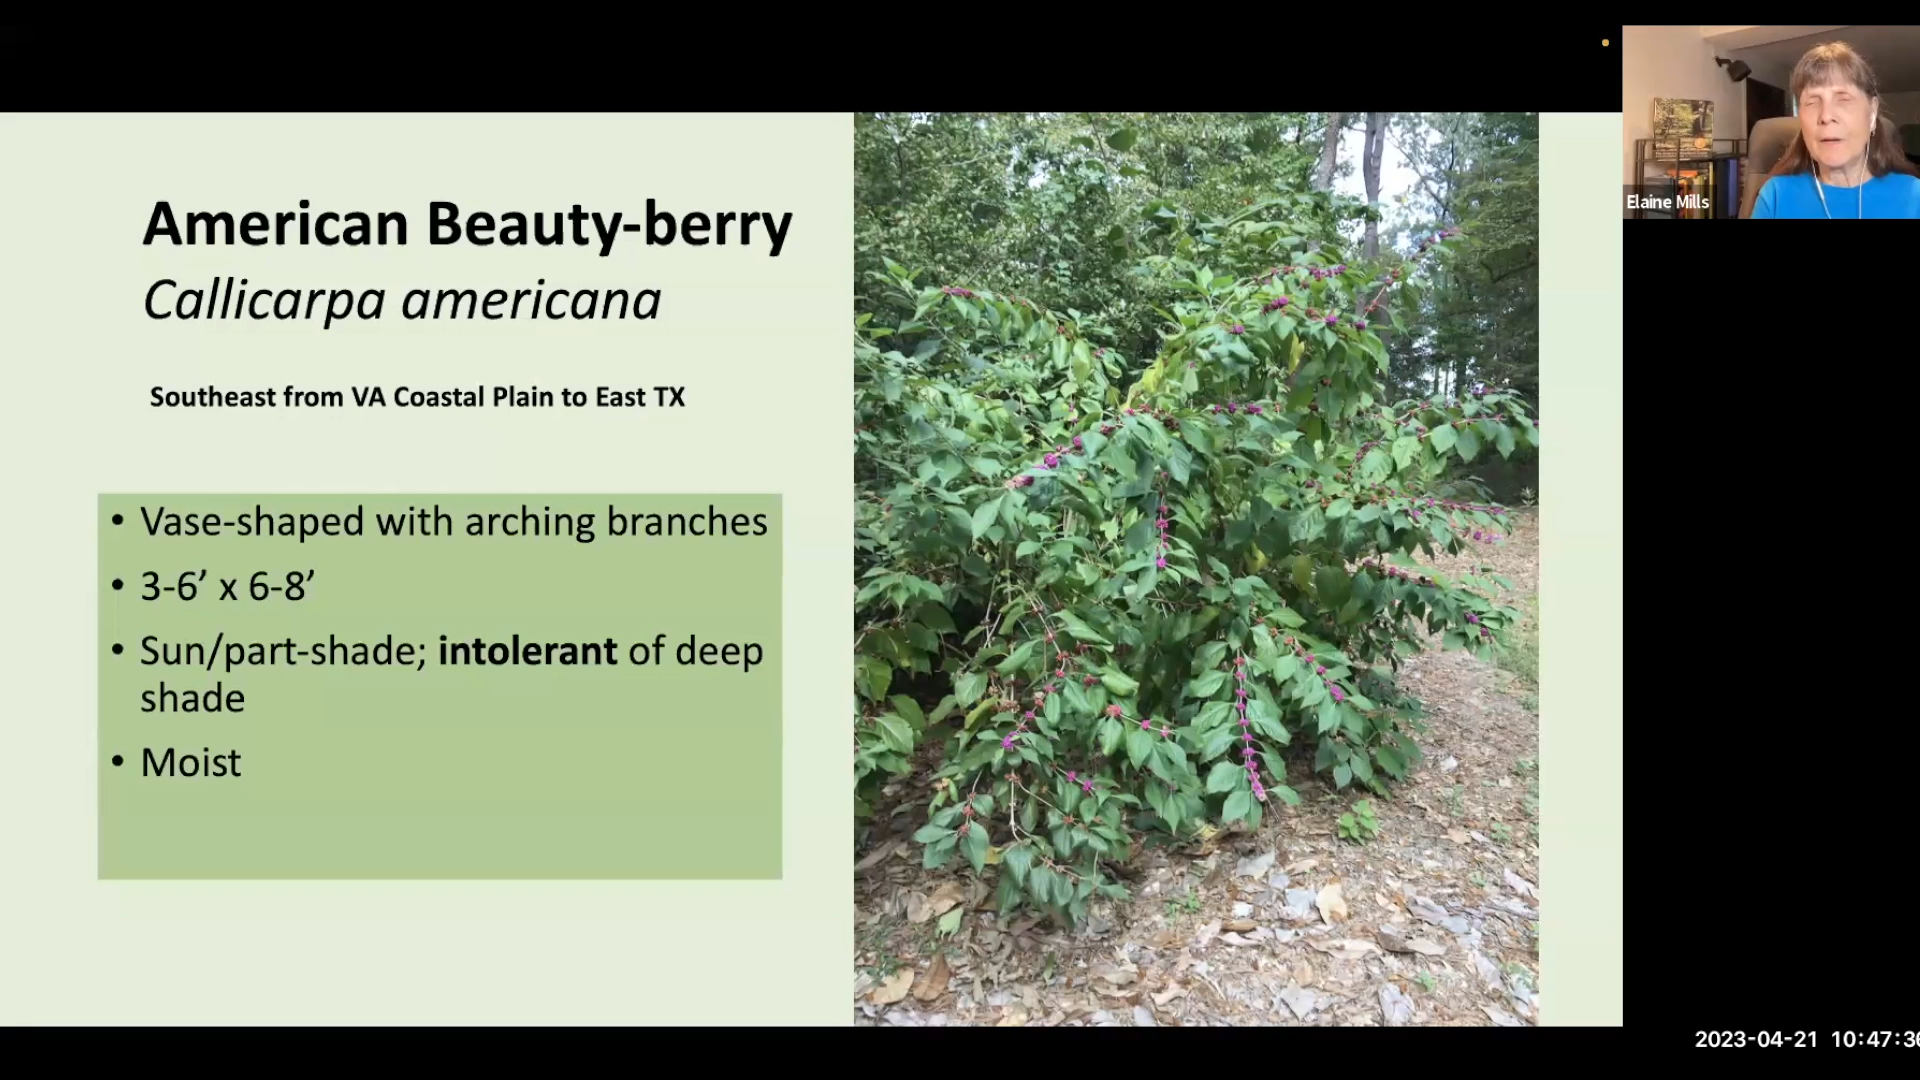 American Beauty-berry
Callicarpa americana
Southeast from VA Coastal Plain to East TX
• Vase-shaped with arching branches
• 3-6’ x 6-8’
• Sun/part-shade; intolerant of deep
shade
• Moist
Elaine Mills
2023-04-21 10:47:36